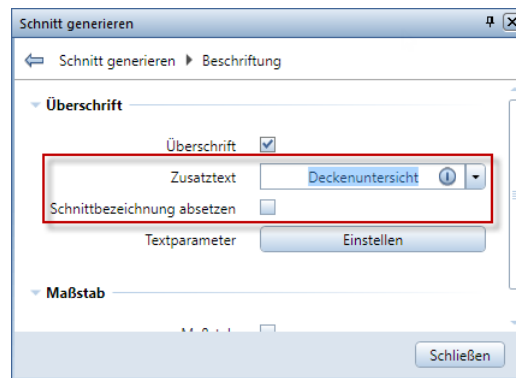 Schnitt generieren
Schnitt generieren ▶ Beschriftung
Überschrift
Überschrift
Zusatztext Deckenuntersicht
Schnittbezeichnung absetzen
Textparameter Einstellen
Maßstab
Schließen